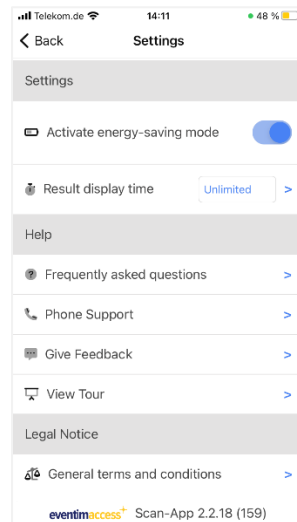 Telekom.de 14:11 48 %
Back Settings
Settings
Activate energy-saving mode
Result display time Unlimited >
Help
Frequently asked questions >
Phone Support >
Give Feedback >
View Tour >
Legal Notice
General terms and conditions >
eventimaccess+ Scan-App 2.2.18 (159)